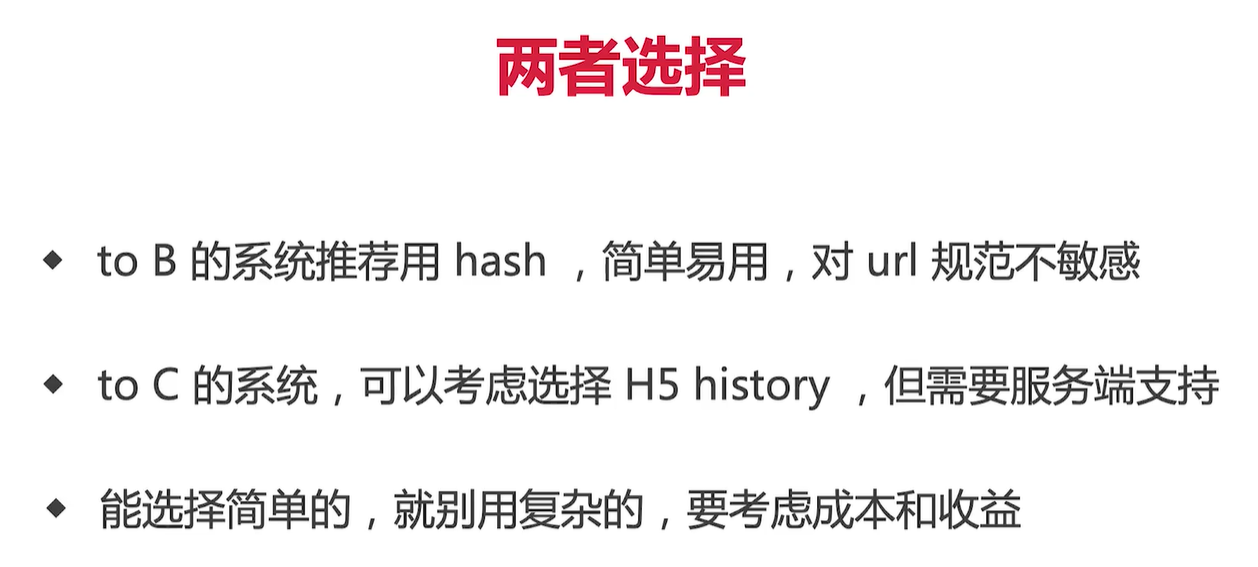 两者选择
to B 的系统推荐用 hash ，简单易用，对 url 规范不敏感
to C 的系统，可以考虑选择 H5 history ，但需要服务端支持
能选择简单的，就别用复杂的，要考虑成本和收益